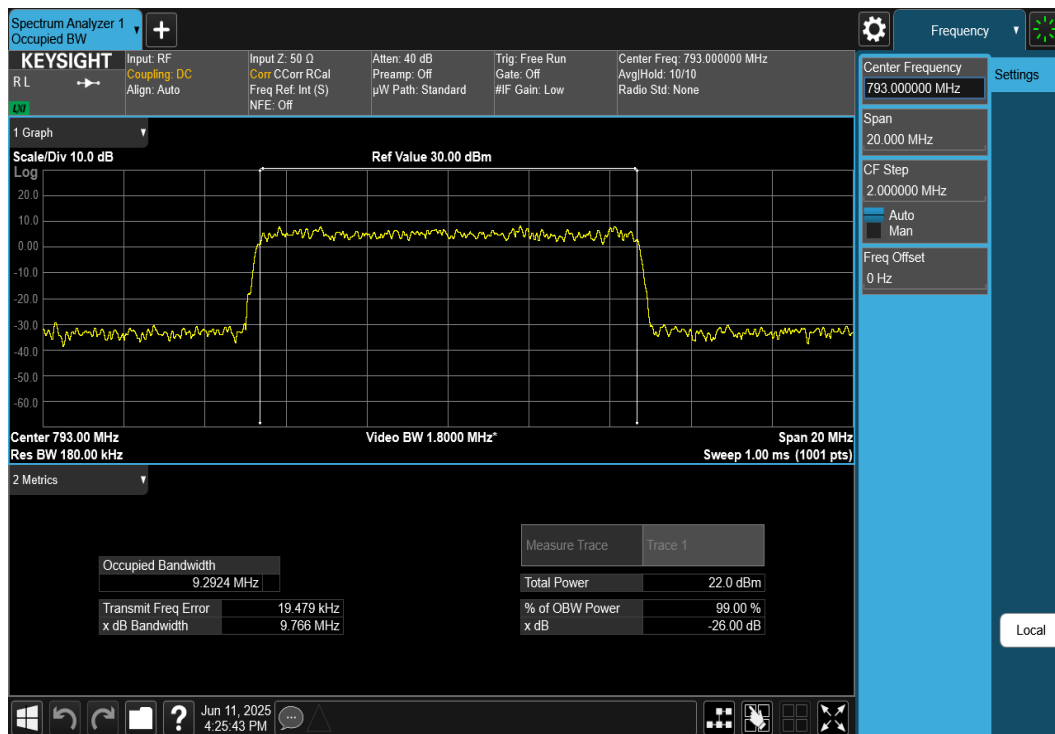 Spectrum Analyzer 1
Occupied BW
Frequency
KEYSIGHT
R L
LXI
Input: RF
Coupling: DC
Align: Auto
Input Z: 50 Ω
Corr CCorr RCal
Freq Ref: Int (S)
NFE: Off
Atten: 40 dB
Preamp: Off
µW Path: Standard
Trig: Free Run
Gate: Off
#IF Gain: Low
Center Freq: 793.000000 MHz
Avg|Hold: 10/10
Radio Std: None
Center Frequency
793.000000 MHz
Settings
Span
20.000 MHz
CF Step
2.000000 MHz
Auto
Man
Freq Offset
0 Hz
Local
1 Graph
Scale/Div 10.0 dB
Ref Value 30.00 dBm
Log
20.0
10.0
0.00
-10.0
-20.0
-30.0
-40.0
-50.0
-60.0
Center 793.00 MHz
Video BW 1.8000 MHz*
Span 20 MHz
Res BW 180.00 kHz
Sweep 1.00 ms (1001 pts)
2 Metrics
Measure Trace
Trace 1
Occupied Bandwidth
9.2924 MHz
Total Power
22.0 dBm
Transmit Freq Error
19.479 kHz
% of OBW Power
99.00 %
x dB Bandwidth
9.766 MHz
x dB
-26.00 dB
?
Jun 11, 2025
4:25:43 PM